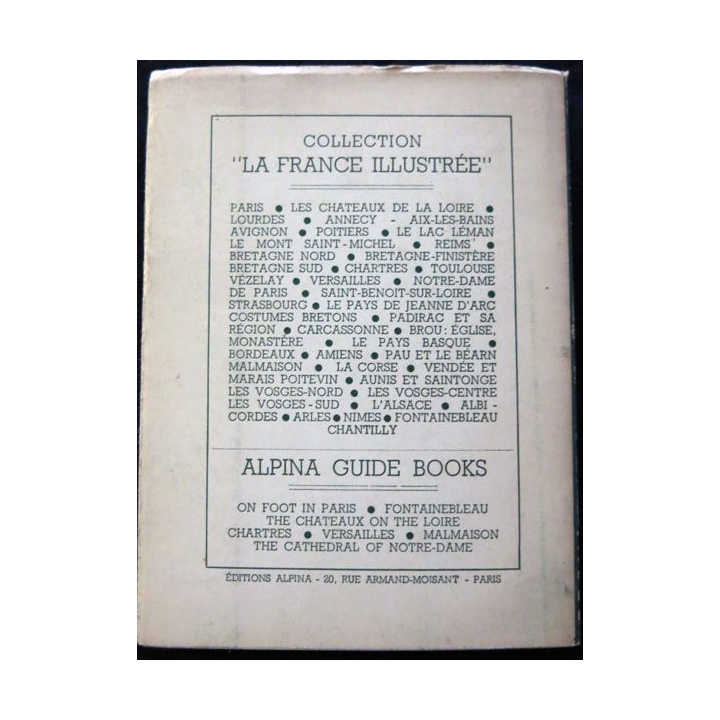 COLLECTION
"LA FRANCE ILLUSTRÉE"
PARIS ● LES CHATEAUX DE LA LOIRE ●
LOURDES ● ANNECY - AIX-LES-BAINS
AVIGNON ● POITIERS ● LE LAC LÉMAN
LE MONT SAINT-MICHEL ● REIMS ●
BRETAGNE NORD ● BRETAGNE-FINISTÈRE
BRETAGNE SUD ● CHARTRES ● TOULOUSE
VÉZELAY ● VERSAILLES ● NOTRE-DAME
DE PARIS ● SAINT-BENOIT-SUR-LOIRE ●
STRASBOURG ● LE PAYS DE JEANNE D'ARC
COSTUMES BRETONS ● PADIRAC ET SA
RÉGION ● CARCASSONNE ● BROU: ÉGLISE,
MONASTÈRE ● LE PAYS BASQUE ●
BORDEAUX ● AMIENS ● PAU ET LE BÉARN
MALMAISON ● LA CORSE ● VENDÉE ET
MARAIS POITEVIN ● AUNIS ET SAINTONGE
LES VOSGES-NORD ● LES VOSGES-CENTRE
LES VOSGES-SUD ● L'ALSACE ● ALBI -
CORDES ● ARLES ● NIMES ● FONTAINEBLEAU
CHANTILLY
ALPINA GUIDE BOOKS
ON FOOT IN PARIS ● FONTAINEBLEAU
THE CHATEAUX ON THE LOIRE
CHARTRES ● VERSAILLES ● MALMAISON
THE CATHEDRAL OF NOTRE-DAME
ÉDITIONS ALPINA - 20, RUE ARMAND-MOISANT - PARIS